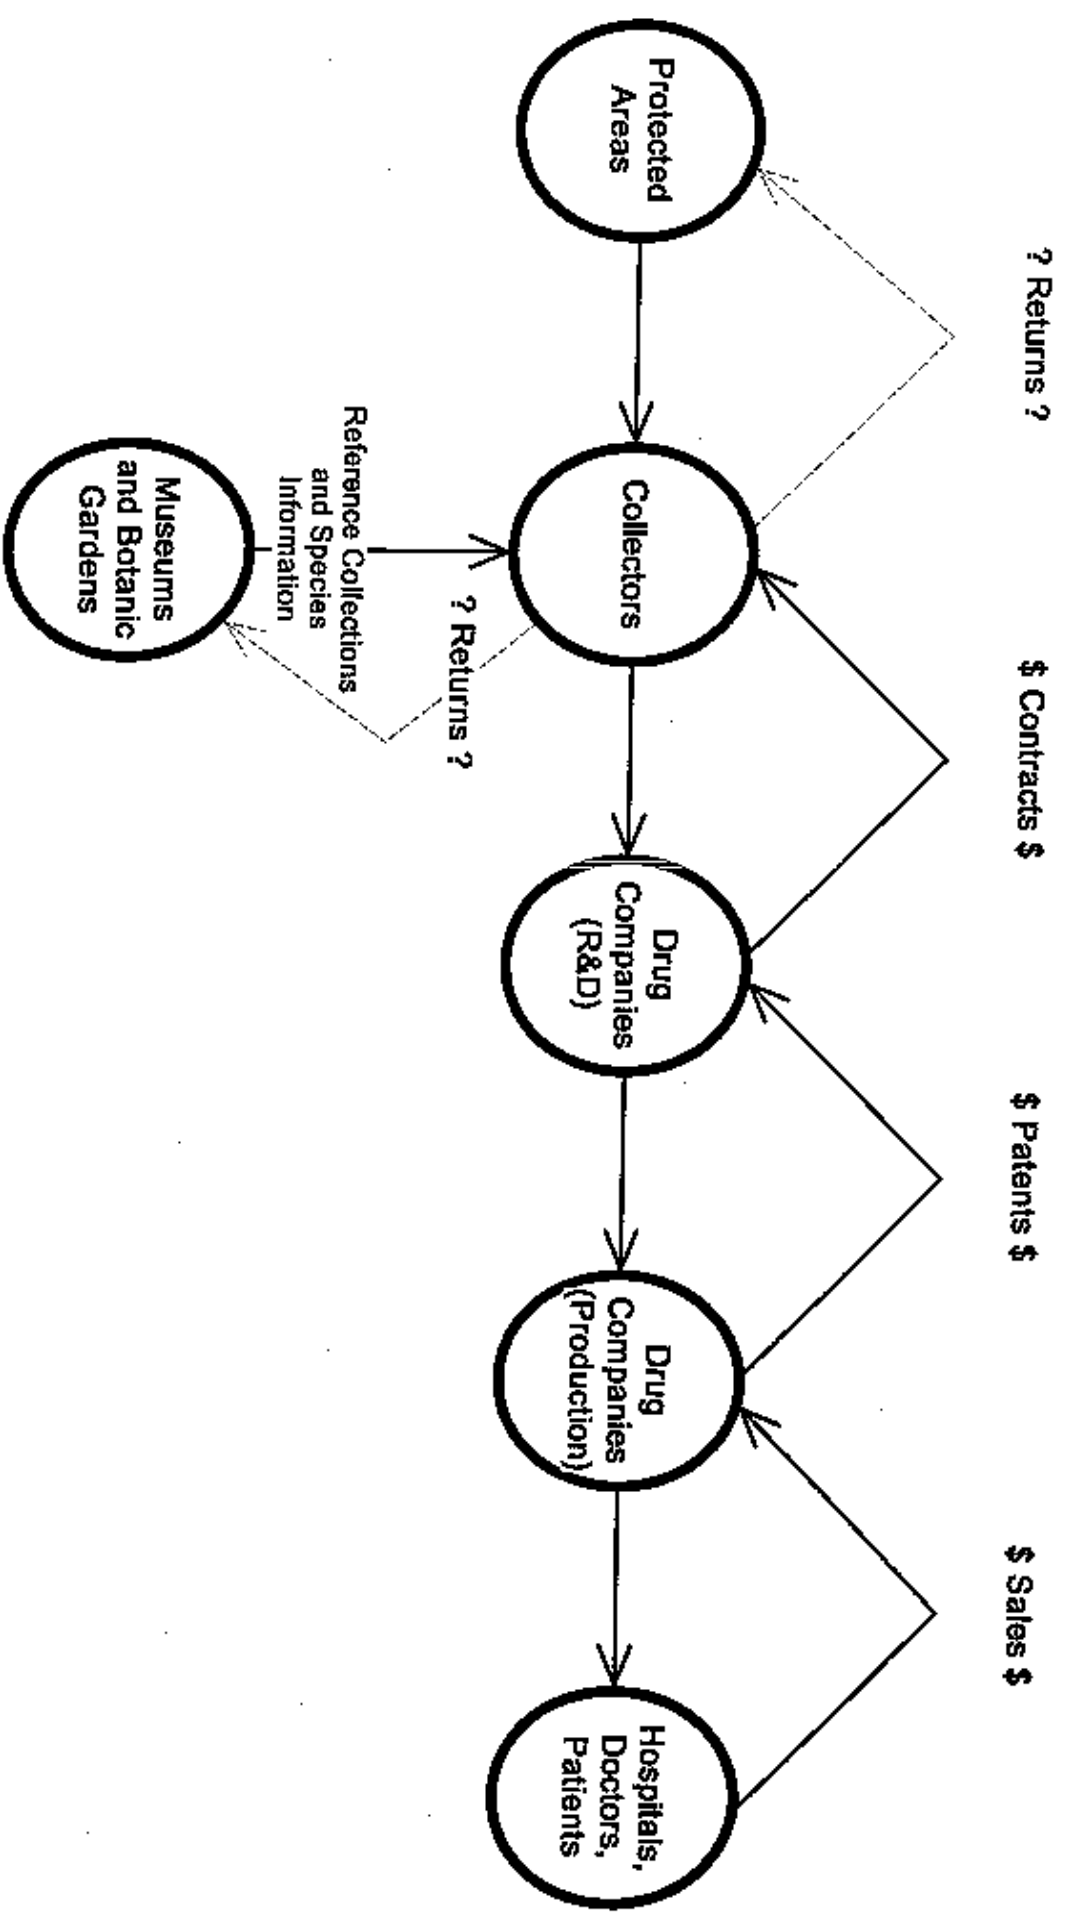 ? Returns ?
$ Contracts $
$ Patents $
$ Sales $
Protected
Areas
Collectors
Drug
Companies
(R&D)
Drug
Companies
(Production)
Hospitals,
Doctors,
Patients
? Returns ?
Reference Collections
and Species
Information
Museums
and Botanic
Gardens